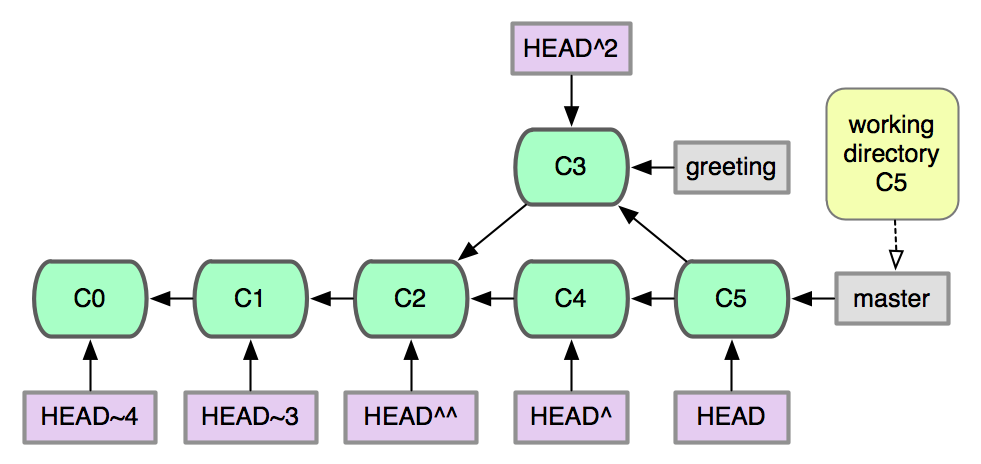 HEAD^2
working
directory
C5
C3
greeting
C0
C1
C2
C4
C5
master
HEAD~4
HEAD~3
HEAD^^
HEAD^
HEAD